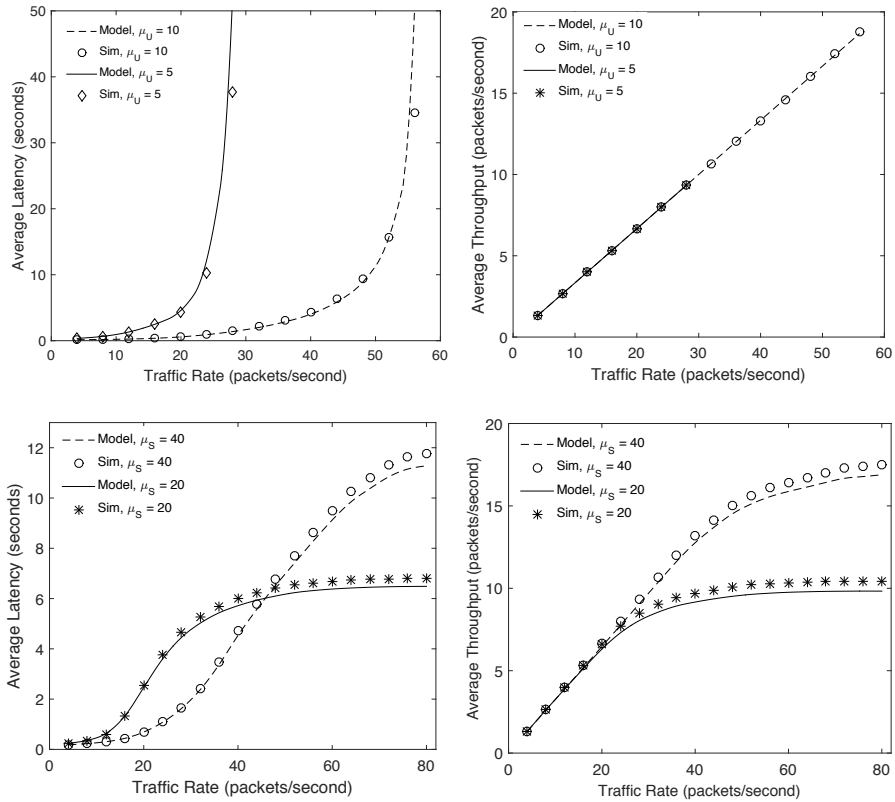 Average Latency (seconds)
50
40
30
20
10
0
Model, μU = 10
Sim, μU = 10
Model, μU = 5
Sim, μU = 5
0 10 20 30 40 50 60
Traffic Rate (packets/second)
Average Throughput (packets/second)
20
15
10
5
0
Model, μU = 10
Sim, μU = 10
Model, μU = 5
Sim, μU = 5
0 10 20 30 40 50 60
Traffic Rate (packets/second)
Average Latency (seconds)
12
10
8
6
4
2
0
Model, μS = 40
Sim, μS = 40
Model, μS = 20
Sim, μS = 20
0 20 40 60 80
Traffic Rate (packets/second)
Average Throughput (packets/second)
20
15
10
5
0
Model, μS = 40
Sim, μS = 40
Model, μS = 20
Sim, μS = 20
0 20 40 60 80
Traffic Rate (packets/second)